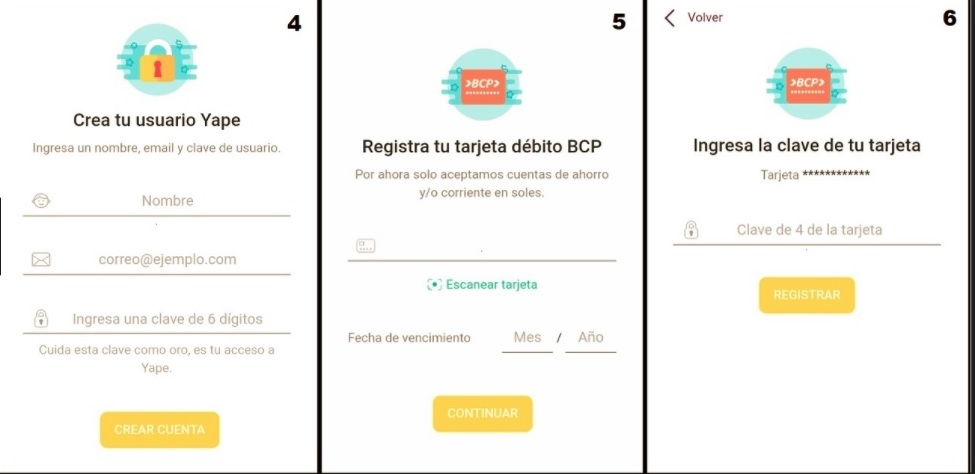 4
Crea tu usuario Yape
Ingresa un nombre, email y clave de usuario.
Nombre
correo@ejemplo.com
Ingresa una clave de 6 dígitos
Cuida esta clave como oro, es tu acceso a
Yape.
CREAR CUENTA
5
>BCP>
Registra tu tarjeta débito BCP
Por ahora solo aceptamos cuentas de ahorro
y/o corriente en soles.
Escanear tarjeta
Fecha de vencimiento Mes / Año
CONTINUAR
Volver
6
>BCP>
Ingresa la clave de tu tarjeta
Tarjeta ************
Clave de 4 de la tarjeta
REGISTRAR